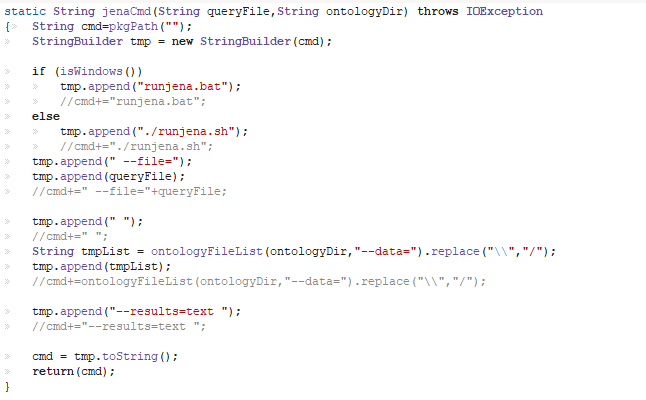 static String jenaCmd(String queryFile,String ontologyDir) throws IOException
{» String cmd=pkgPath("");
» StringBuilder tmp = new StringBuilder(cmd);
» if (isWindows())
» » tmp.append("runjena.bat");
» » //cmd+="runjena.bat";
» else
» » tmp.append("./runjena.sh");
» » //cmd+="./runjena.sh";
» tmp.append(" --file=");
» tmp.append(queryFile);
» //cmd+=" --file="+queryFile;
» tmp.append(" ");
» //cmd+=" ";
» String tmpList = ontologyFileList(ontologyDir,"--data=").replace("\\","/");
» tmp.append(tmpList);
» //cmd+=ontologyFileList(ontologyDir,"--data=").replace("\\","/");
» tmp.append("--results=text ");
» //cmd+="--results=text ";
» cmd = tmp.toString();
» return(cmd);
}